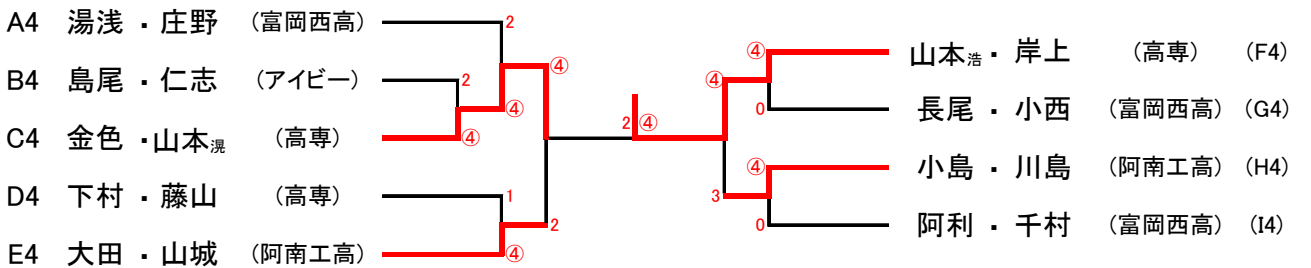 A4 湯浅 ・ 庄野 (富岡西高) 2
B4 島尾 ・ 仁志 (アイビー) 2 ④ ④
C4 金色 ・山本滉 (高専) ④
D4 下村 ・ 藤山 (高専) 1
E4 大田 ・ 山城 (阿南工高) ④ 2
2 ④
④ ④ 山本浩 ・ 岸上 (高専) (F4)
0 長尾 ・ 小西 (富岡西高) (G4)
3 ④ 小島 ・ 川島 (阿南工高) (H4)
0 阿利 ・ 千村 (富岡西高) (I4)